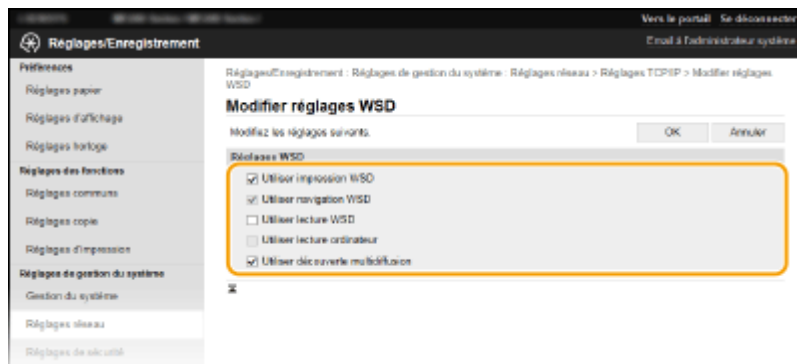 Vers le portail Se déconnecter
Réglages/Enregistrement
Email à l'administrateur système
Préférences
Réglages papier
Réglages d'affichage
Réglages horloge
Réglages des fonctions
Réglages communs
Réglages copie
Réglages d'impression
Réglages de gestion du système
Gestion du système
Réglages réseau
Réglages de sécurité
Réglages/Enregistrement : Réglages de gestion du système : Réglages réseau > Réglages TCP/IP > Modifier réglages
WSD
Modifier réglages WSD
Modifiez les réglages suivants.
OK Annuler
Réglages WSD
Utiliser impression WSD
Utiliser navigation WSD
Utiliser lecture WSD
Utiliser lecture ordinateur
Utiliser découverte multidiffusion